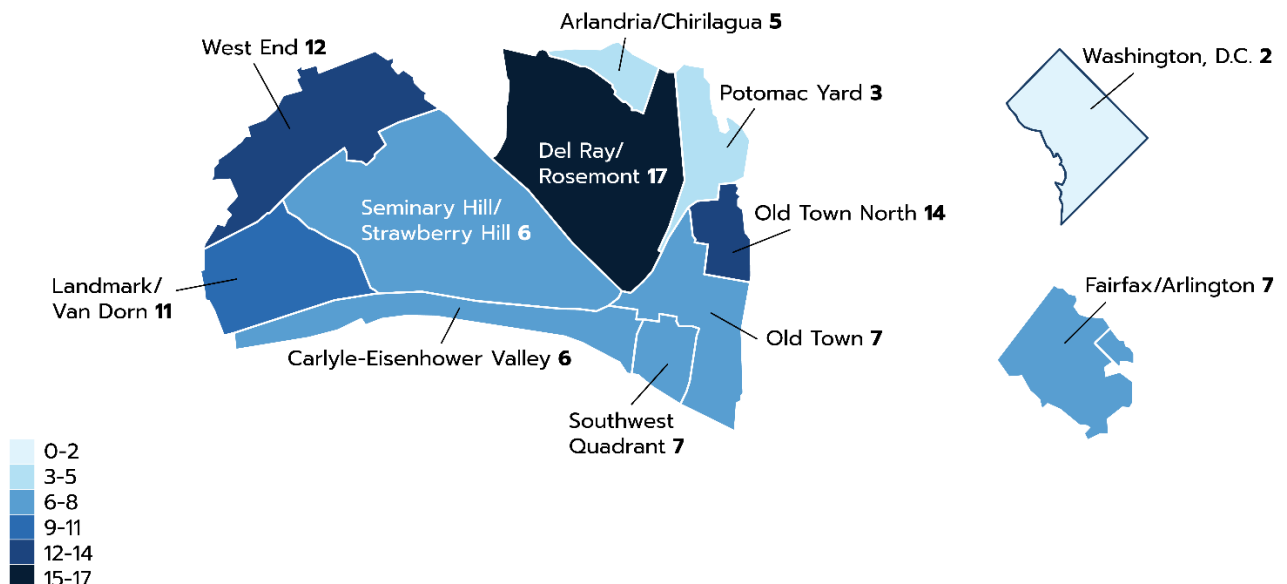 Arlandria/Chirilagua 5
West End 12
Washington, D.C. 2
Potomac Yard 3
Del Ray/
Rosemont 17
Seminary Hill/
Strawberry Hill 6
Old Town North 14
Landmark/
Van Dorn 11
Fairfax/Arlington 7
Old Town 7
Carlyle-Eisenhower Valley 6
Southwest
Quadrant 7
0-2
3-5
6-8
9-11
12-14
15-17